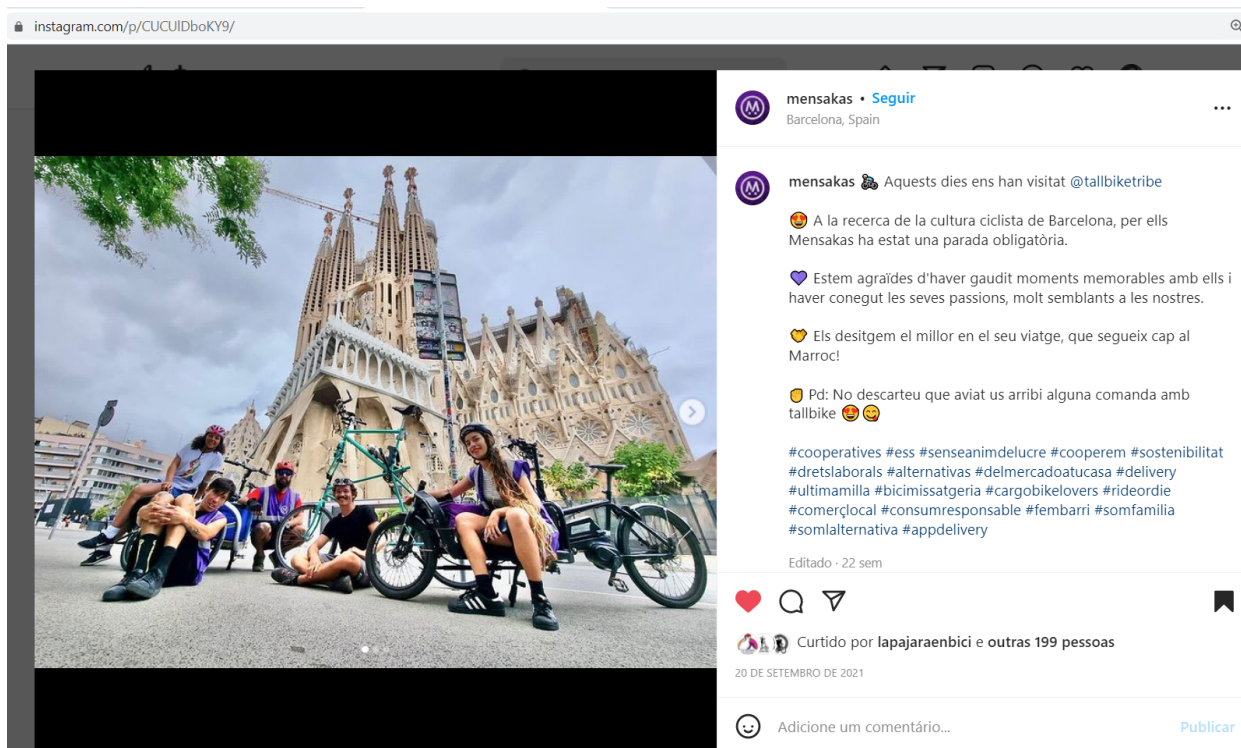 instagram.com/p/CUCUlDboKY9/
mensakas • Seguir
Barcelona, Spain
mensakas 🚴 Aquests dies ens han visitat @tallbiketribe
😍 A la recerca de la cultura ciclista de Barcelona, per ells
Mensakas ha estat una parada obligatòria.
💜 Estem agraïdes d'haver gaudit moments memorables amb ells i
haver conegut les seves passions, molt semblants a les nostres.
🤝 Els desitgem el millor en el seu viatge, que segueix cap al
Marroc!
✊ Pd: No descarteu que aviat us arribi alguna comanda amb
tallbike 😍😋
#cooperatives #ess #senseanimdelucre #cooperem #sostenibilitat
#dretslaborals #alternativas #delmercadoatucasa #delivery
#ultimamilla #bicimissatgeria #cargobikelovers #rideordie
#comerçlocal #consumresponsable #fembarri #somfamilia
#somlalternativa #appdelivery
Editado · 22 sem
Curtido por lapajaraenbici e outras 199 pessoas
20 DE SETEMBRO DE 2021
Adicione um comentário...
Publicar